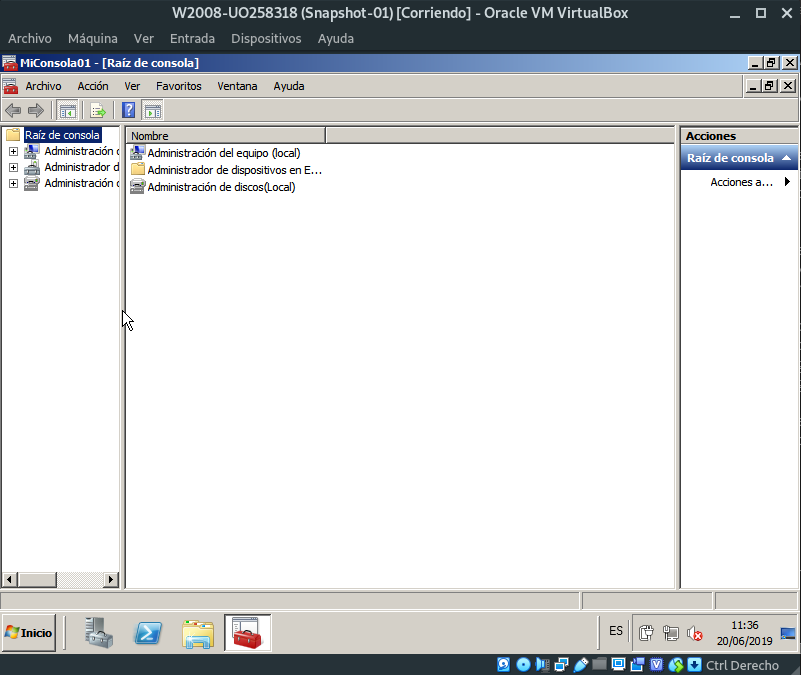 W2008-UO258318 (Snapshot-01) [Corriendo] - Oracle VM VirtualBox
Archivo Máquina Ver Entrada Dispositivos Ayuda
MiConsola01 - [Raíz de consola]
Archivo Acción Ver Favoritos Ventana Ayuda
Raíz de consola
Administración
Administrador d
Administración
Nombre
Administración del equipo (local)
Administrador de dispositivos en E...
Administración de discos(Local)
Acciones
Raíz de consola
Acciones a...
Inicio
ES
11:36
20/06/2019
Ctrl Derecho